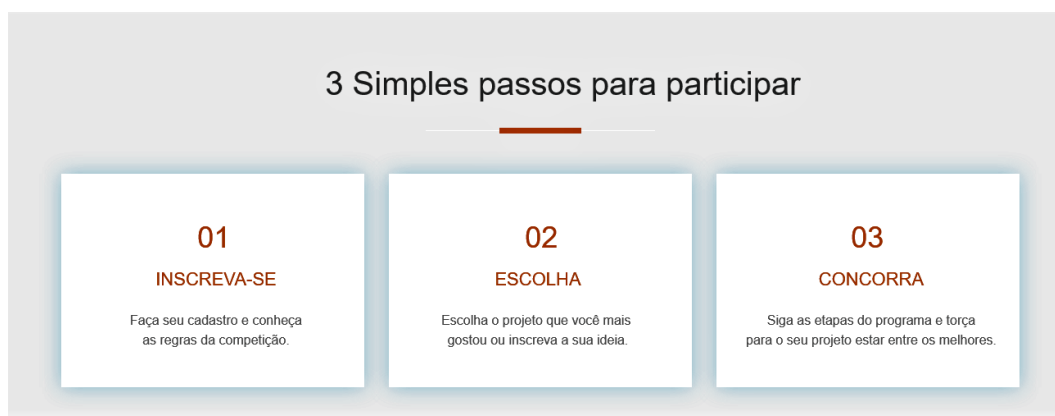 3 Simples passos para participar
01
INSCREVA-SE
Faça seu cadastro e conheça
as regras da competição.
02
ESCOLHA
Escolha o projeto que você mais
gostou ou inscreva a sua ideia.
03
CONCORRA
Siga as etapas do programa e torça
para o seu projeto estar entre os melhores.